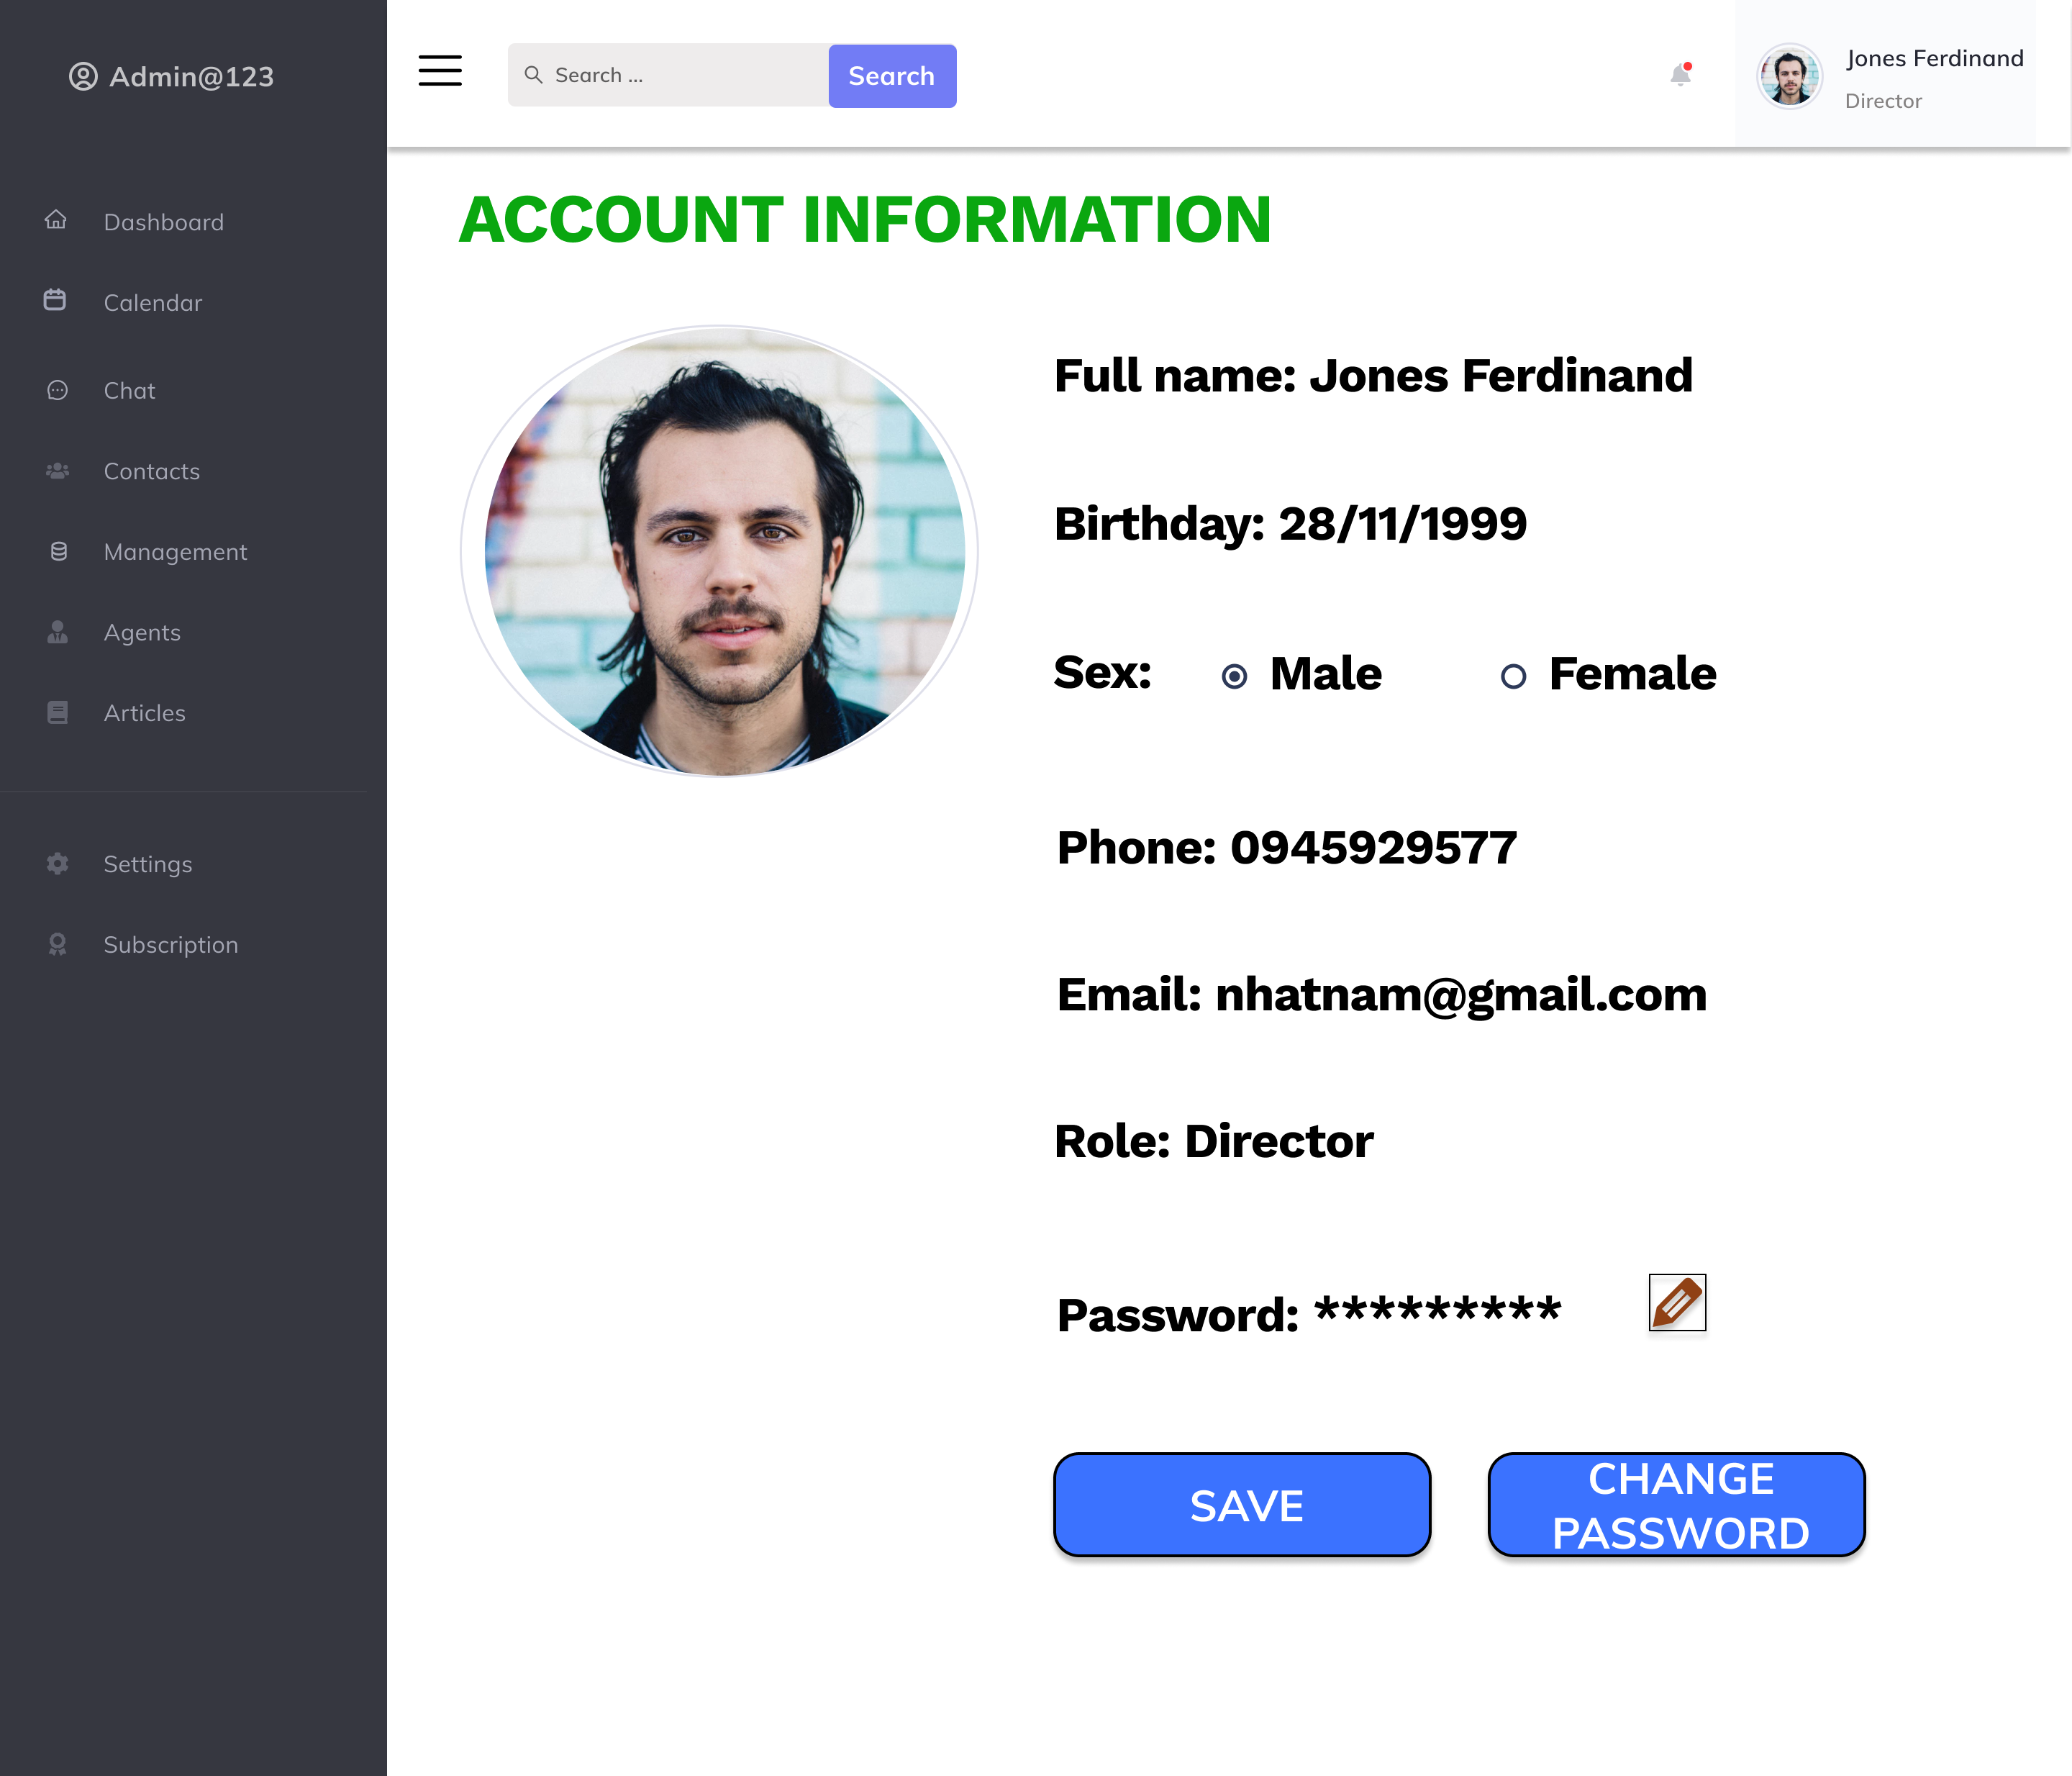 Admin@123
Dashboard
Calendar
Chat
Contacts
Management
Agents
Articles
Settings
Subscription
Search ...
Search
Jones Ferdinand
Director
ACCOUNT INFORMATION
Full name: Jones Ferdinand
Birthday: 28/11/1999
Sex: Male Female
Phone: 0945929577
Email: nhatnam@gmail.com
Role: Director
Password: *********
SAVE
CHANGE
PASSWORD